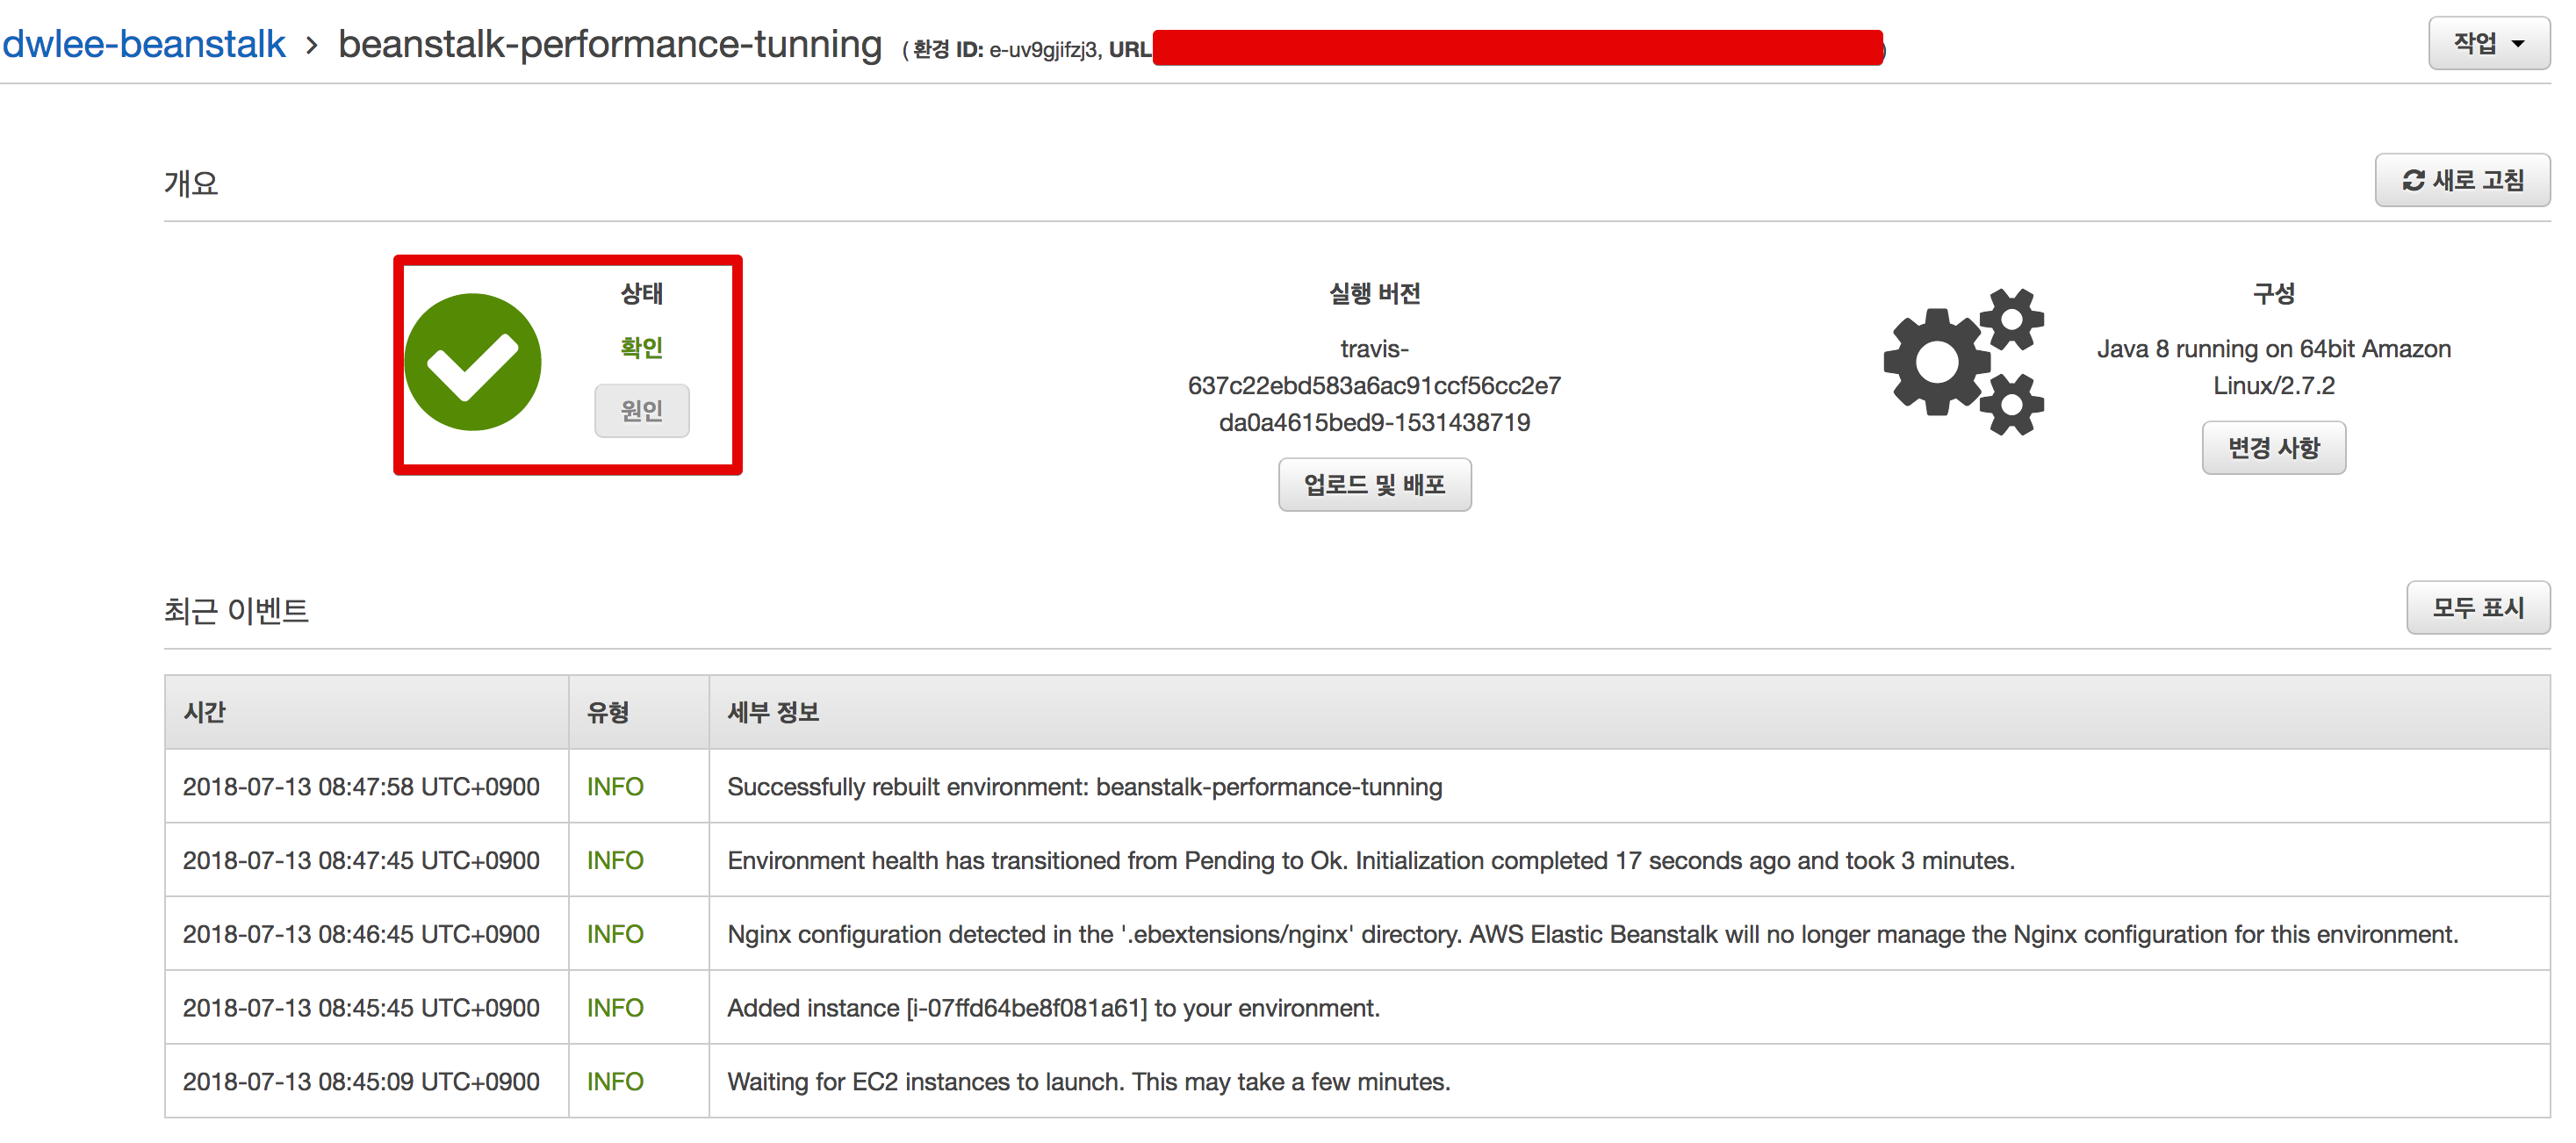 dwlee-beanstalk › beanstalk-performance-tunning ( 환경 ID: e-uv9gjifzj3, URL )
작업
개요
새로 고침
상태
확인
원인
실행 버전
travis-
637c22ebd583a6ac91ccf56cc2e7
da0a4615bed9-1531438719
업로드 및 배포
구성
Java 8 running on 64bit Amazon
Linux/2.7.2
변경 사항
최근 이벤트
모두 표시
시간 유형 세부 정보
2018-07-13 08:47:58 UTC+0900 INFO Successfully rebuilt environment: beanstalk-performance-tunning
2018-07-13 08:47:45 UTC+0900 INFO Environment health has transitioned from Pending to Ok. Initialization completed 17 seconds ago and took 3 minutes.
2018-07-13 08:46:45 UTC+0900 INFO Nginx configuration detected in the '.ebextensions/nginx' directory. AWS Elastic Beanstalk will no longer manage the Nginx configuration for this environment.
2018-07-13 08:45:45 UTC+0900 INFO Added instance [i-07ffd64be8f081a61] to your environment.
2018-07-13 08:45:09 UTC+0900 INFO Waiting for EC2 instances to launch. This may take a few minutes.